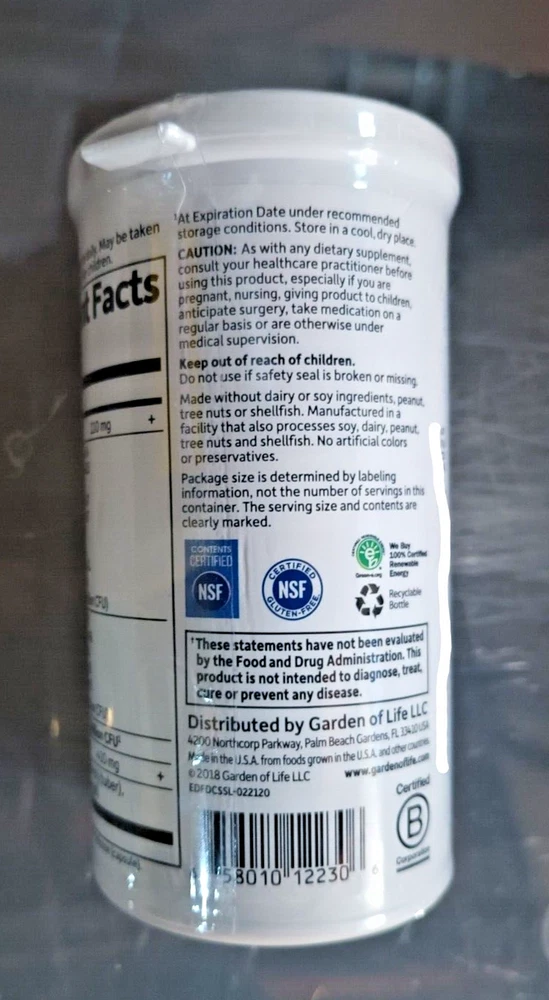 May be taken
children.
t Facts
+
mg
+
‡At Expiration Date under recommended
storage conditions. Store in a cool, dry place.
CAUTION: As with any dietary supplement,
consult your healthcare practitioner before
using this product, especially if you are
pregnant, nursing, giving product to children,
anticipate surgery, take medication on a
regular basis or are otherwise under
medical supervision.
Keep out of reach of children.
Do not use if safety seal is broken or missing.
Made without dairy or soy ingredients, peanut,
tree nuts or shellfish. Manufactured in a
facility that also processes soy, dairy, peanut,
tree nuts and shellfish. No artificial colors
or preservatives.
Package size is determined by labeling
information, not the number of servings in this
container. The serving size and contents are
clearly marked.
CONTENTS
CERTIFIED
NSF
CERTIFIED
NSF
GLUTEN-FREE
We Buy
100% Certified
Renewable
Energy
Recyclable
Bottle
†These statements have not been evaluated
by the Food and Drug Administration. This
product is not intended to diagnose, treat,
cure or prevent any disease.
Distributed by Garden of Life LLC
4200 Northcorp Parkway, Palm Beach Gardens, FL 33410 USA
Made in the U.S.A. from foods grown in the U.S.A. and other countries
©2018 Garden of Life LLC www.gardenoflife.com
EDFDCSSL-022120
58010 12230 6
Certified
B
Corporation